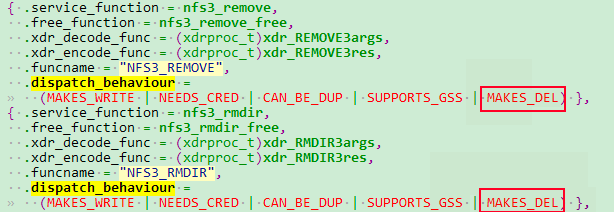 { .service_function = nfs3_remove,
.free_function = nfs3_remove_free,
.xdr_decode_func = (xdrproc_t)xdr_REMOVE3args,
.xdr_encode_func = (xdrproc_t)xdr_REMOVE3res,
.funcname = "NFS3_REMOVE",
.dispatch_behaviour =
» (MAKES_WRITE | NEEDS_CRED | CAN_BE_DUP | SUPPORTS_GSS | MAKES_DEL) },
{ .service_function = nfs3_rmdir,
.free_function = nfs3_rmdir_free,
.xdr_decode_func = (xdrproc_t)xdr_RMDIR3args,
.xdr_encode_func = (xdrproc_t)xdr_RMDIR3res,
.funcname = "NFS3_RMDIR",
.dispatch_behaviour =
» (MAKES_WRITE | NEEDS_CRED | CAN_BE_DUP | SUPPORTS_GSS | MAKES_DEL) },